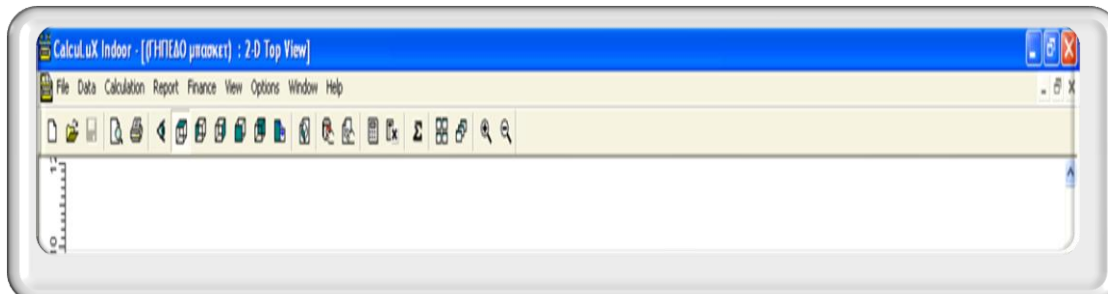 CalcuLuX Indoor - [(ΓΗΠΕΔΟ μπασκετ) : 2-D Top View]
File Data Calculation Report Finance View Options Window Help